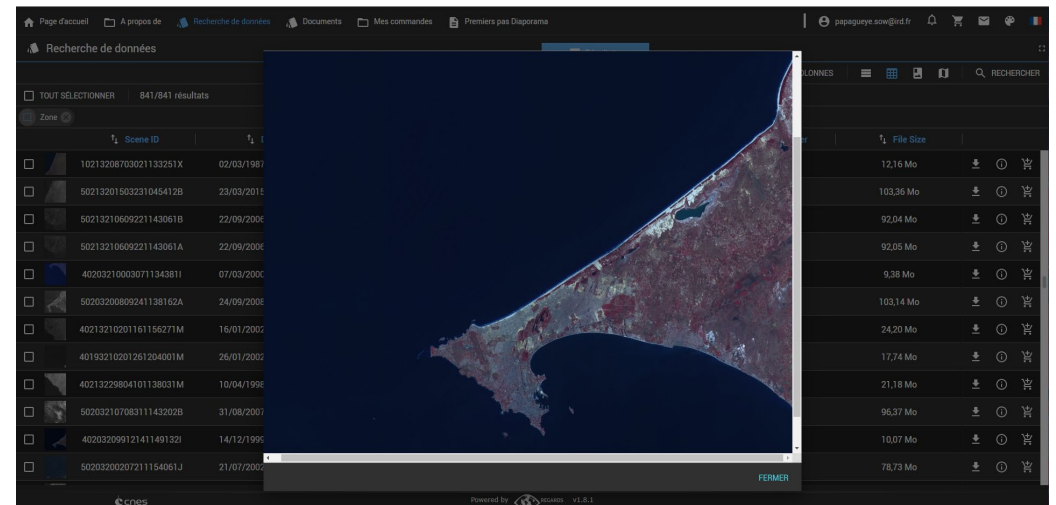 Page d'accueil A propos de Recherche de données Documents Mes commandes Premiers pas Diaporama papagueye.sow@ird.fr
Recherche de données
OLONNES RECHERCHER
TOUT SÉLECTIONNER 841/841 résultats
Zone
Scene ID File Size
10213208703021133251X 02/03/1987 12,16 Mo
50213201503231045412B 23/03/2015 103,36 Mo
50213210609221143061B 22/09/2006 92,04 Mo
50213210609221143061A 22/09/2006 92,05 Mo
40203210003071134381I 07/03/2000 9,38 Mo
50203200809241138162A 24/09/2008 103,14 Mo
40213210201161156271M 16/01/2002 24,20 Mo
40193210201261204001M 26/01/2002 17,74 Mo
40213229804101138031M 10/04/1998 21,18 Mo
50203210708311143202B 31/08/2007 96,37 Mo
40203209912141149132I 14/12/1999 10,07 Mo
50203200207211154061J 21/07/2002 78,73 Mo
FERMER
cnes Powered by REGARDS v1.8.1